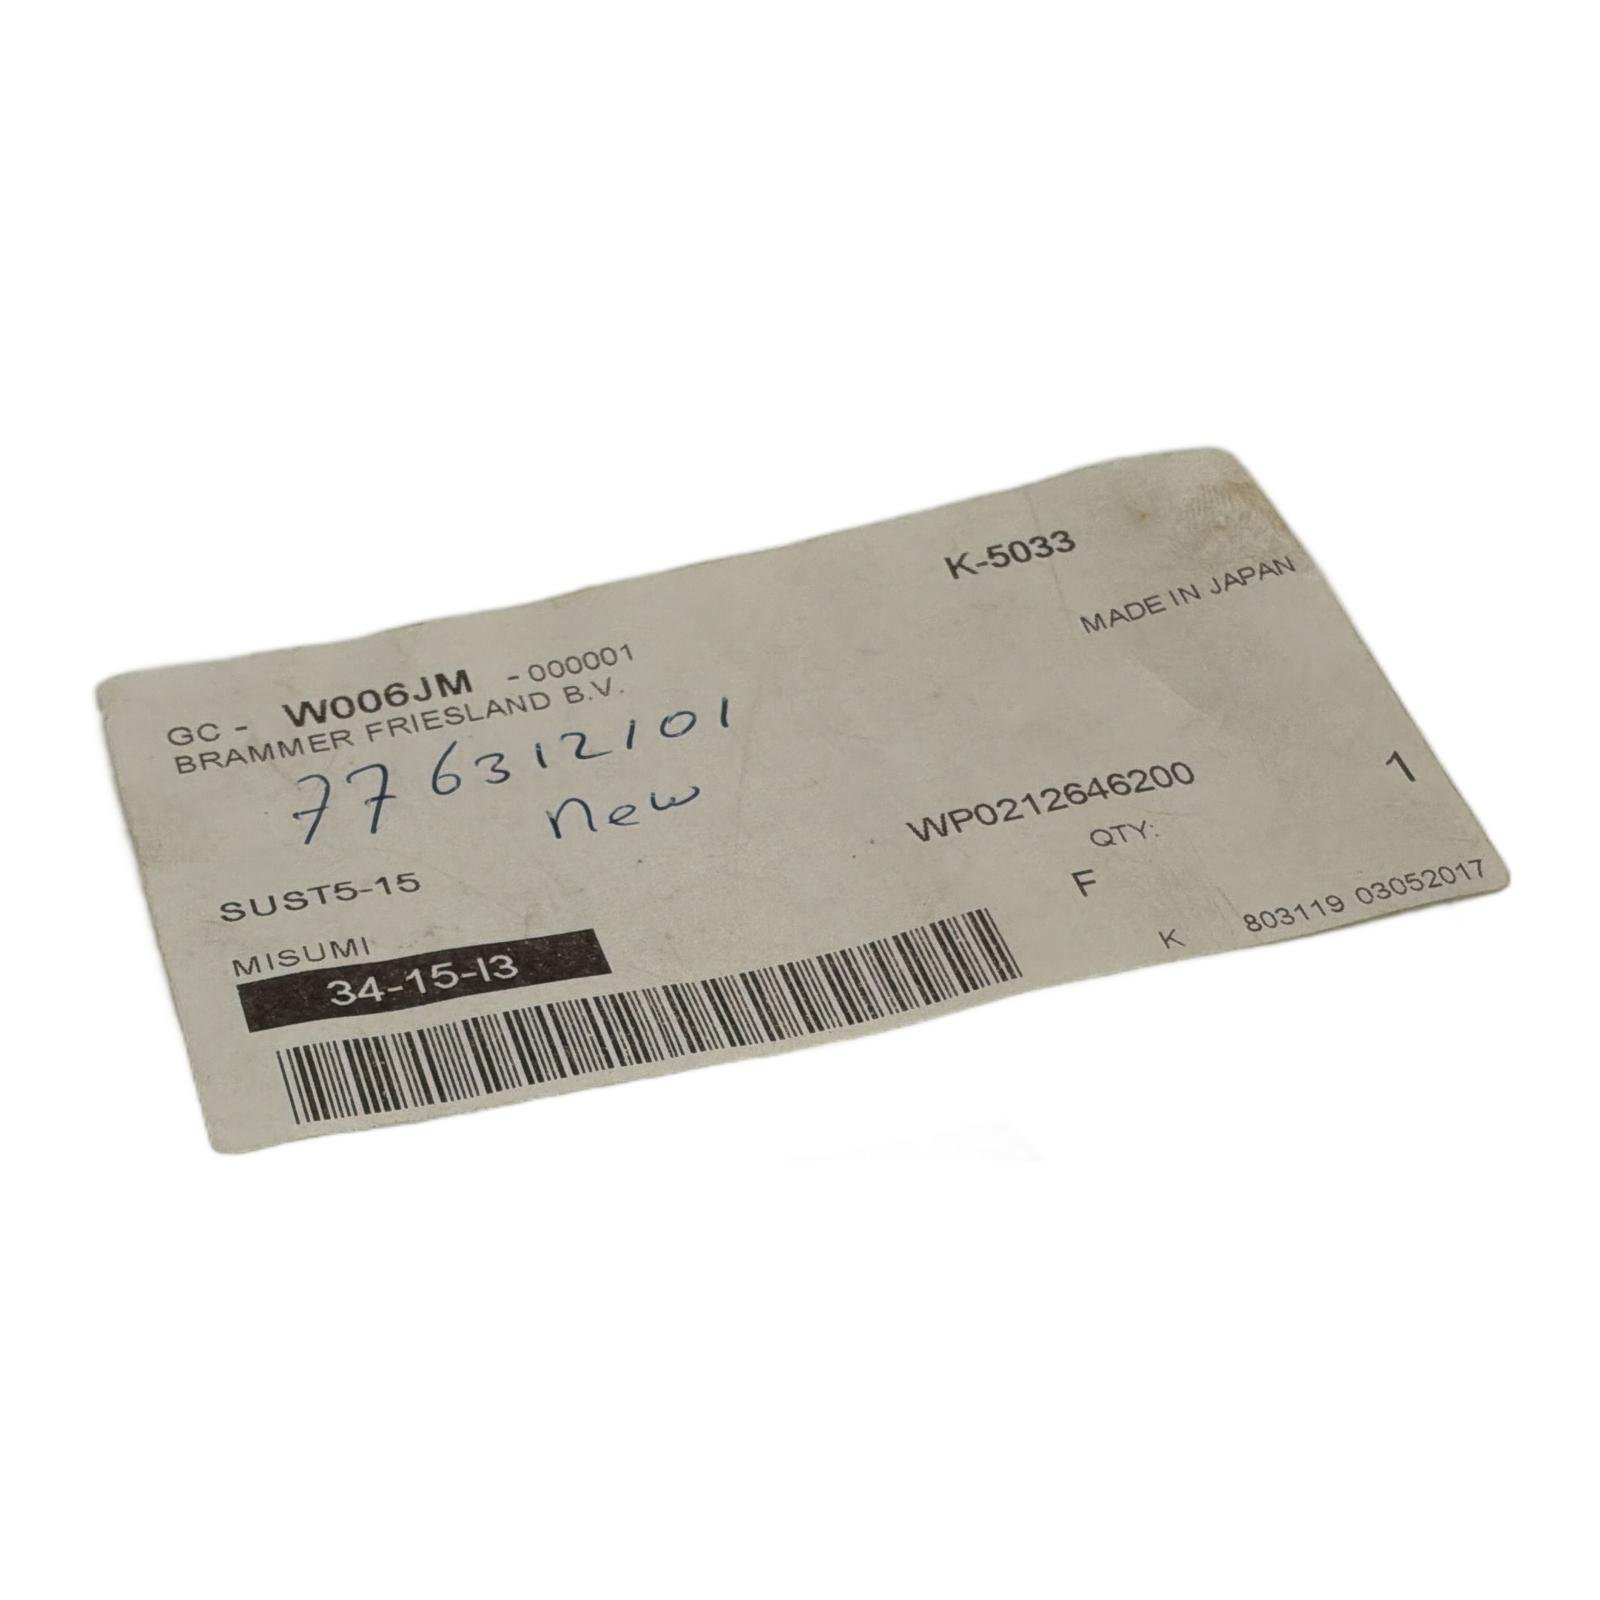 K-5033
MADE IN JAPAN
GC - W006JM - 000001
BRAMMER FRIESLAND B.V.
776312101
new
WP0212646200
QTY: 1
SUST5-15
F
MISUMI
K 803119 03052017
34-15-I3